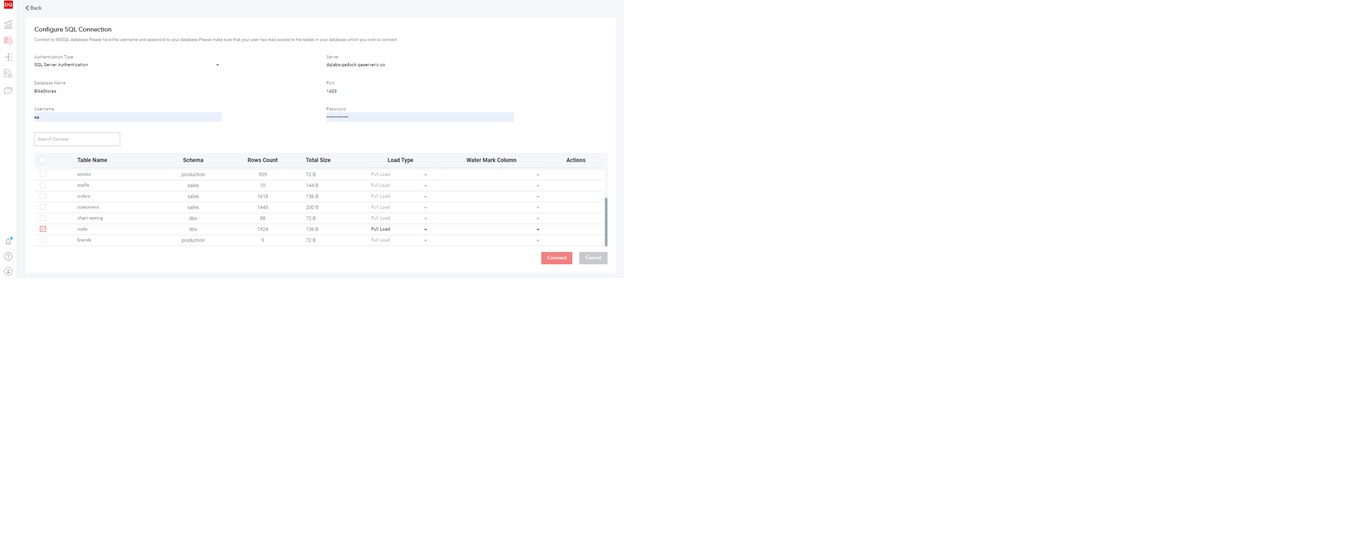 DQ
Back
Configure SQL Connection
Connect to MSSQL database Please have the username and password to your database Please make sure that your user has read access to the tables in your database which you wish to connect
Authentication Type
Server
SQL Server Authentication
Database Name
Port
BikeStores
1433
Username
Password
sa
Search Dataset
Table Name Schema Rows Count Total Size Load Type Water Mark Column Actions
stocks production 939 72 B Full Load
staffs sales 10 144 B Full Load
orders sales 1618 136 B Full Load
customers sales 1445 200 B Full Load
shan testing dbo 88 72 B Full Load
node dbo 1924 136 B Full Load
brands production 9 72 B Full Load
Connect Cancel